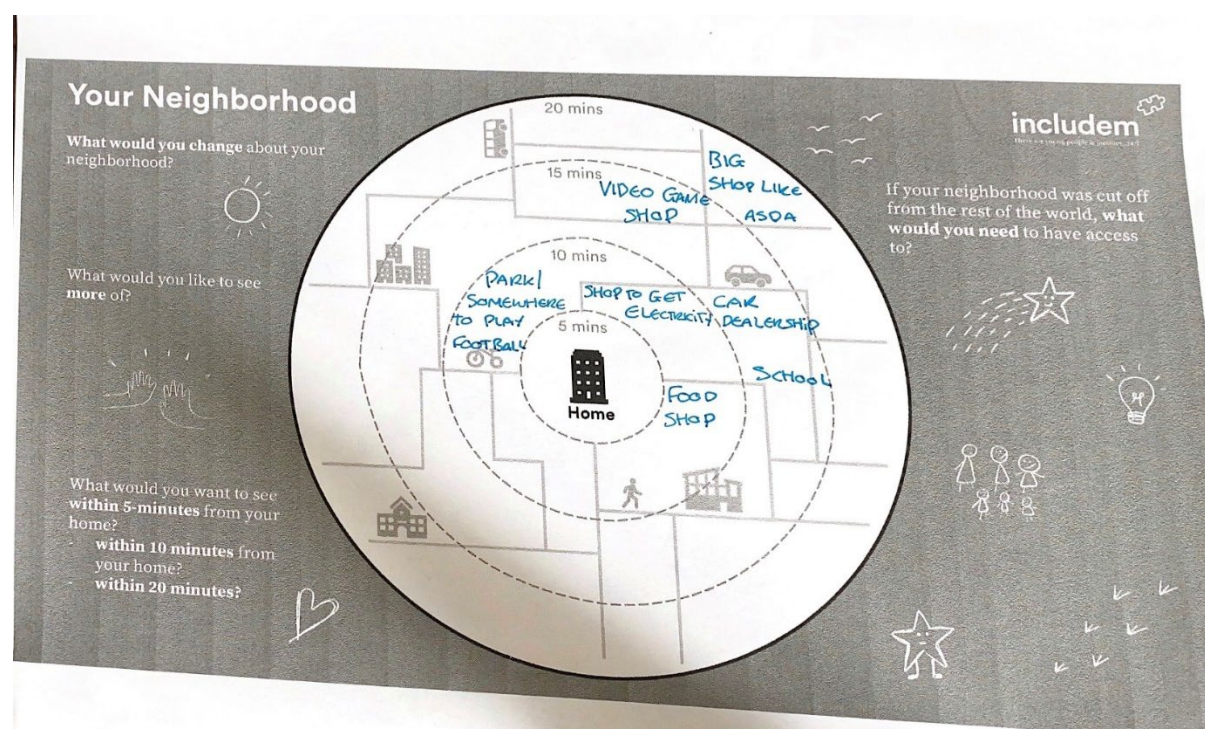 Your Neighborhood
What would you change about your
neighborhood?
What would you like to see
more of?
What would you want to see
within 5-minutes from your
home?
- within 10 minutes from
your home?
- within 20 minutes?
20 mins
15 mins
10 mins
5 mins
Home
BIG
SHOP LIKE
ASDA
VIDEO GAME
SHOP
PARK/
SOMEWHERE
TO PLAY
FOOTBALL
SHOP TO GET
ELECTRICITY
CAR
DEALERSHIP
SCHOOL
FOOD
SHOP
includem
If your neighborhood was cut off
from the rest of the world, what
would you need to have access
to?